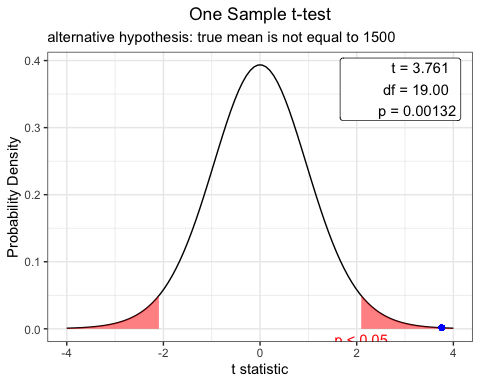 One Sample t-test
alternative hypothesis: true mean is not equal to 1500
t = 3.761
df = 19.00
p = 0.00132
Probability Density
0.4
0.3
0.2
0.1
0.0
p < 0.05
-4
-2
0
2
4
t statistic